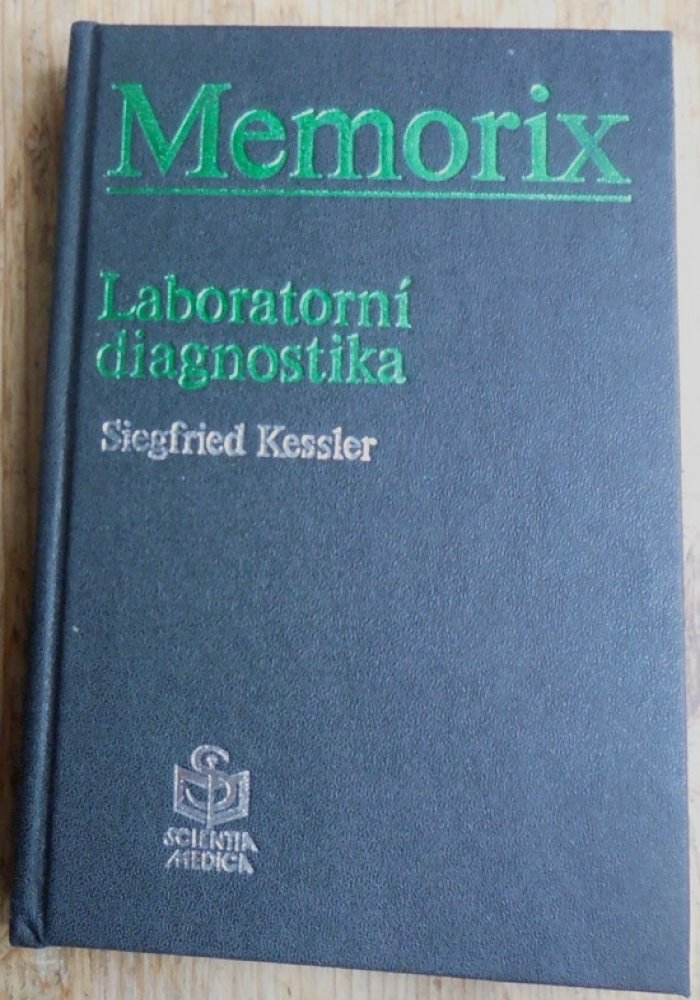 Memorix
Laboratorní
diagnostika
Siegfried Kessler
SCIENTIA
MEDICA